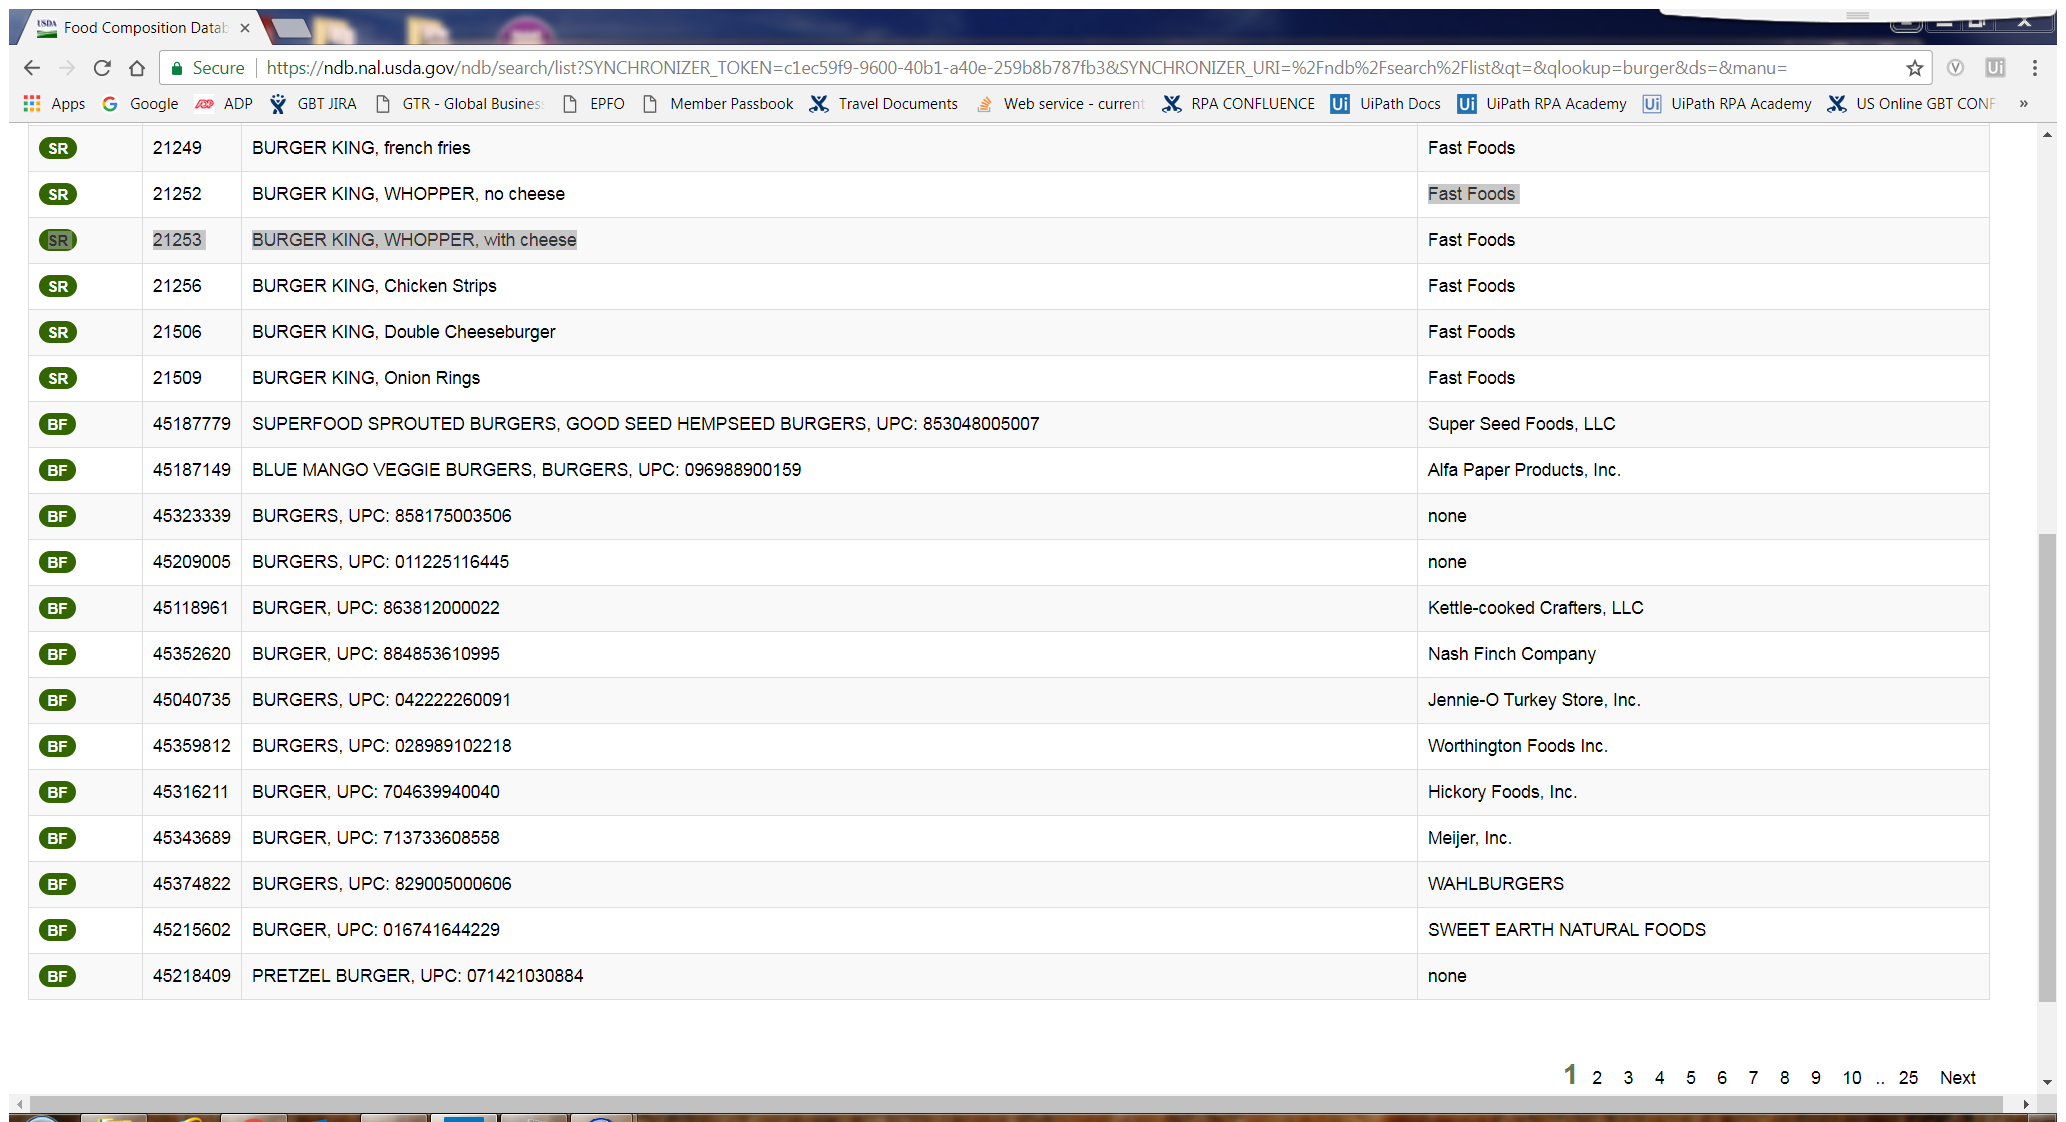 USDA Food Composition Datab
Secure https://ndb.nal.usda.gov/ndb/search/list?SYNCHRONIZER_TOKEN=c1ec59f9-9600-40b1-a40e-259b8b787fb3&SYNCHRONIZER_URI=%2Fndb%2Fsearch%2Flist&qt=&qlookup=burger&ds=&manu=
Apps Google ADP GBT JIRA GTR - Global Busines EPFO Member Passbook Travel Documents Web service - current RPA CONFLUENCE UiPath Docs UiPath RPA Academy UiPath RPA Academy US Online GBT CONF »
SR 21249 BURGER KING, french fries Fast Foods
SR 21252 BURGER KING, WHOPPER, no cheese Fast Foods
SR 21253 BURGER KING, WHOPPER, with cheese Fast Foods
SR 21256 BURGER KING, Chicken Strips Fast Foods
SR 21506 BURGER KING, Double Cheeseburger Fast Foods
SR 21509 BURGER KING, Onion Rings Fast Foods
BF 45187779 SUPERFOOD SPROUTED BURGERS, GOOD SEED HEMPSEED BURGERS, UPC: 853048005007 Super Seed Foods, LLC
BF 45187149 BLUE MANGO VEGGIE BURGERS, BURGERS, UPC: 096988900159 Alfa Paper Products, Inc.
BF 45323339 BURGERS, UPC: 858175003506 none
BF 45209005 BURGERS, UPC: 011225116445 none
BF 45118961 BURGER, UPC: 863812000022 Kettle-cooked Crafters, LLC
BF 45352620 BURGER, UPC: 884853610995 Nash Finch Company
BF 45040735 BURGERS, UPC: 042222260091 Jennie-O Turkey Store, Inc.
BF 45359812 BURGERS, UPC: 028989102218 Worthington Foods Inc.
BF 45316211 BURGER, UPC: 704639940040 Hickory Foods, Inc.
BF 45343689 BURGER, UPC: 713733608558 Meijer, Inc.
BF 45374822 BURGERS, UPC: 829005000606 WAHLBURGERS
BF 45215602 BURGER, UPC: 016741644229 SWEET EARTH NATURAL FOODS
BF 45218409 PRETZEL BURGER, UPC: 071421030884 none
1 2 3 4 5 6 7 8 9 10 .. 25 Next